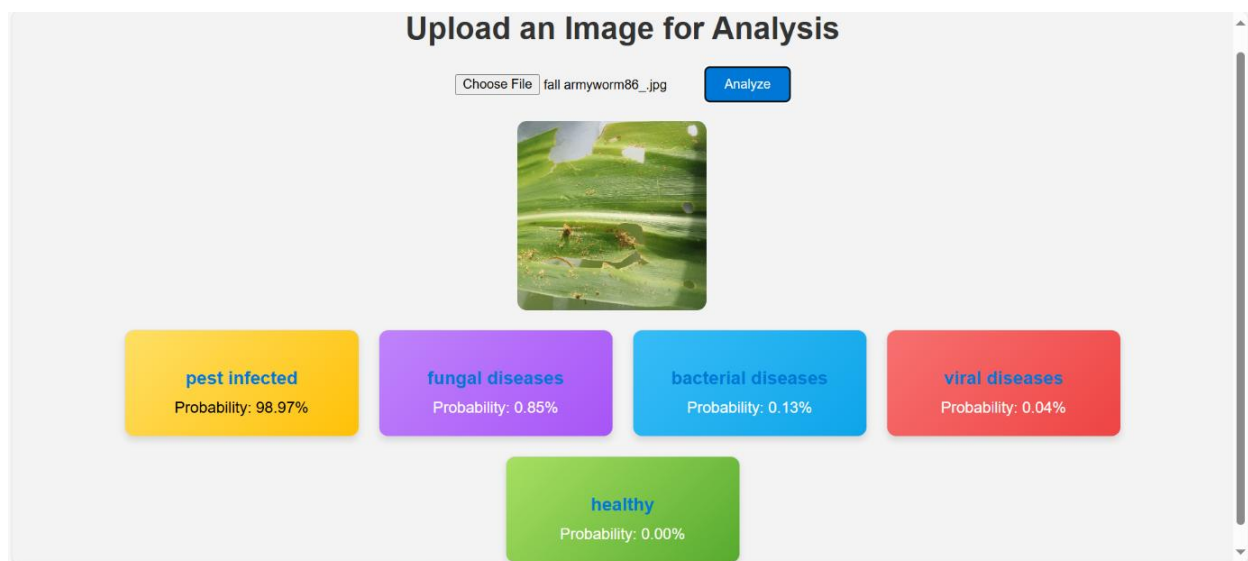 Upload an Image for Analysis
Choose File fall armyworm86_.jpg Analyze
pest infected
Probability: 98.97%
fungal diseases
Probability: 0.85%
bacterial diseases
Probability: 0.13%
viral diseases
Probability: 0.04%
healthy
Probability: 0.00%